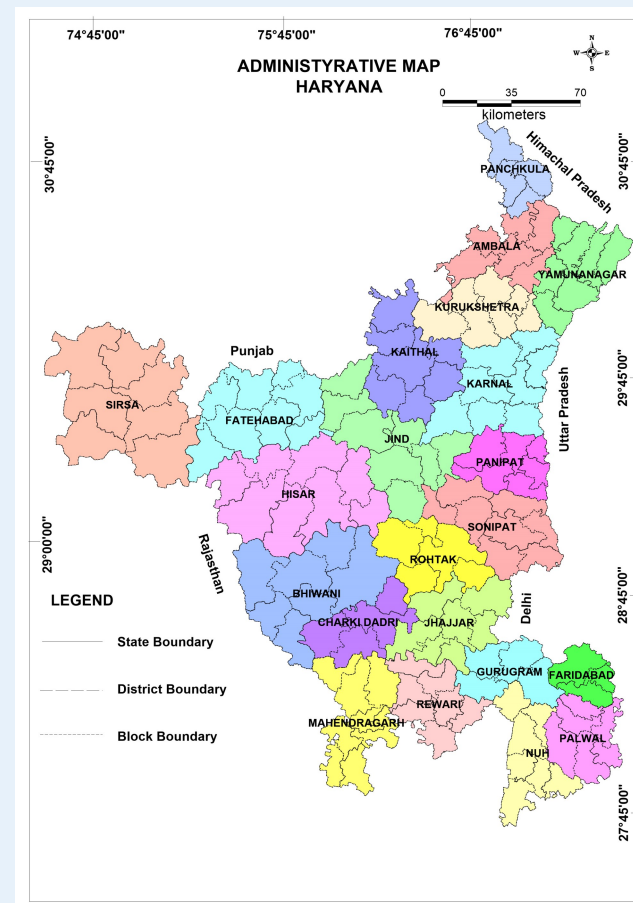 74°45'00"
75°45'00"
76°45'00"
N
W E
S
ADMINISTYRATIVE MAP
HARYANA
0 35 70
kilometers
30°45'00"
30°45'00"
Himachal Pradesh
PANCHKULA
AMBALA
YAMUNANAGAR
KURUKSHETRA
Punjab
KAITHAL
KARNAL
29°45'00"
SIRSA
FATEHABAD
Uttar Pradesh
JIND
PANIPAT
HISAR
SONIPAT
29°00'00"
Rajasthan
ROHTAK
BHIWANI
28°45'00"
LEGEND
CHARKI DADRI
JHAJJAR
Delhi
State Boundary
GURUGRAM
FARIDABAD
District Boundary
REWARI
MAHENDRAGARH
Block Boundary
PALWAL
NUH
27°45'00"